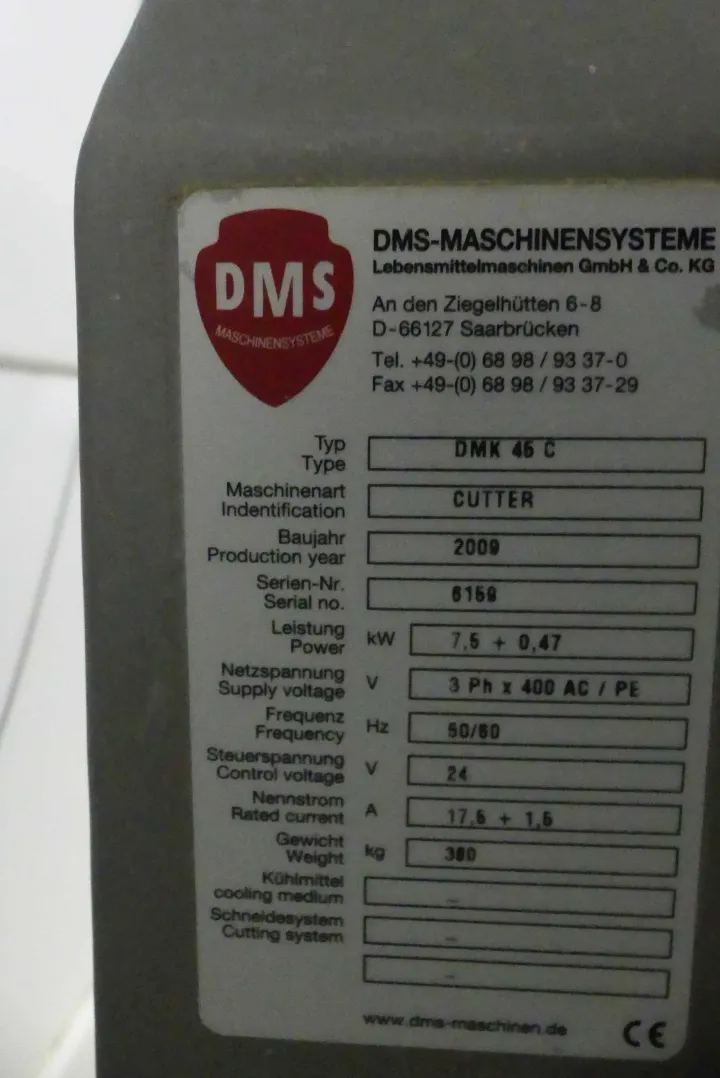 DMS
MASCHINENSYSTEME
DMS-MASCHINENSYSTEME
Lebensmittelmaschinen GmbH & Co. KG
An den Ziegelhütten 6-8
D-66127 Saarbrücken
Tel. +49-(0) 68 98 / 93 37-0
Fax +49-(0) 68 98 / 93 37-29
Typ
Type DMK 45 C
Maschinenart
Indentification CUTTER
Baujahr
Production year 2009
Serien-Nr.
Serial no. 6159
Leistung
Power kW 7,5 + 0,47
Netzspannung
Supply voltage V 3 Ph x 400 AC / PE
Frequenz
Frequency Hz 50/60
Steuerspannung
Control voltage V 24
Nennstrom
Rated current A 17,5 + 1,5
Gewicht
Weight kg 380
Kühlmittel
cooling medium –
Schneidesystem
Cutting system –
–
www.dms-maschinen.de CE